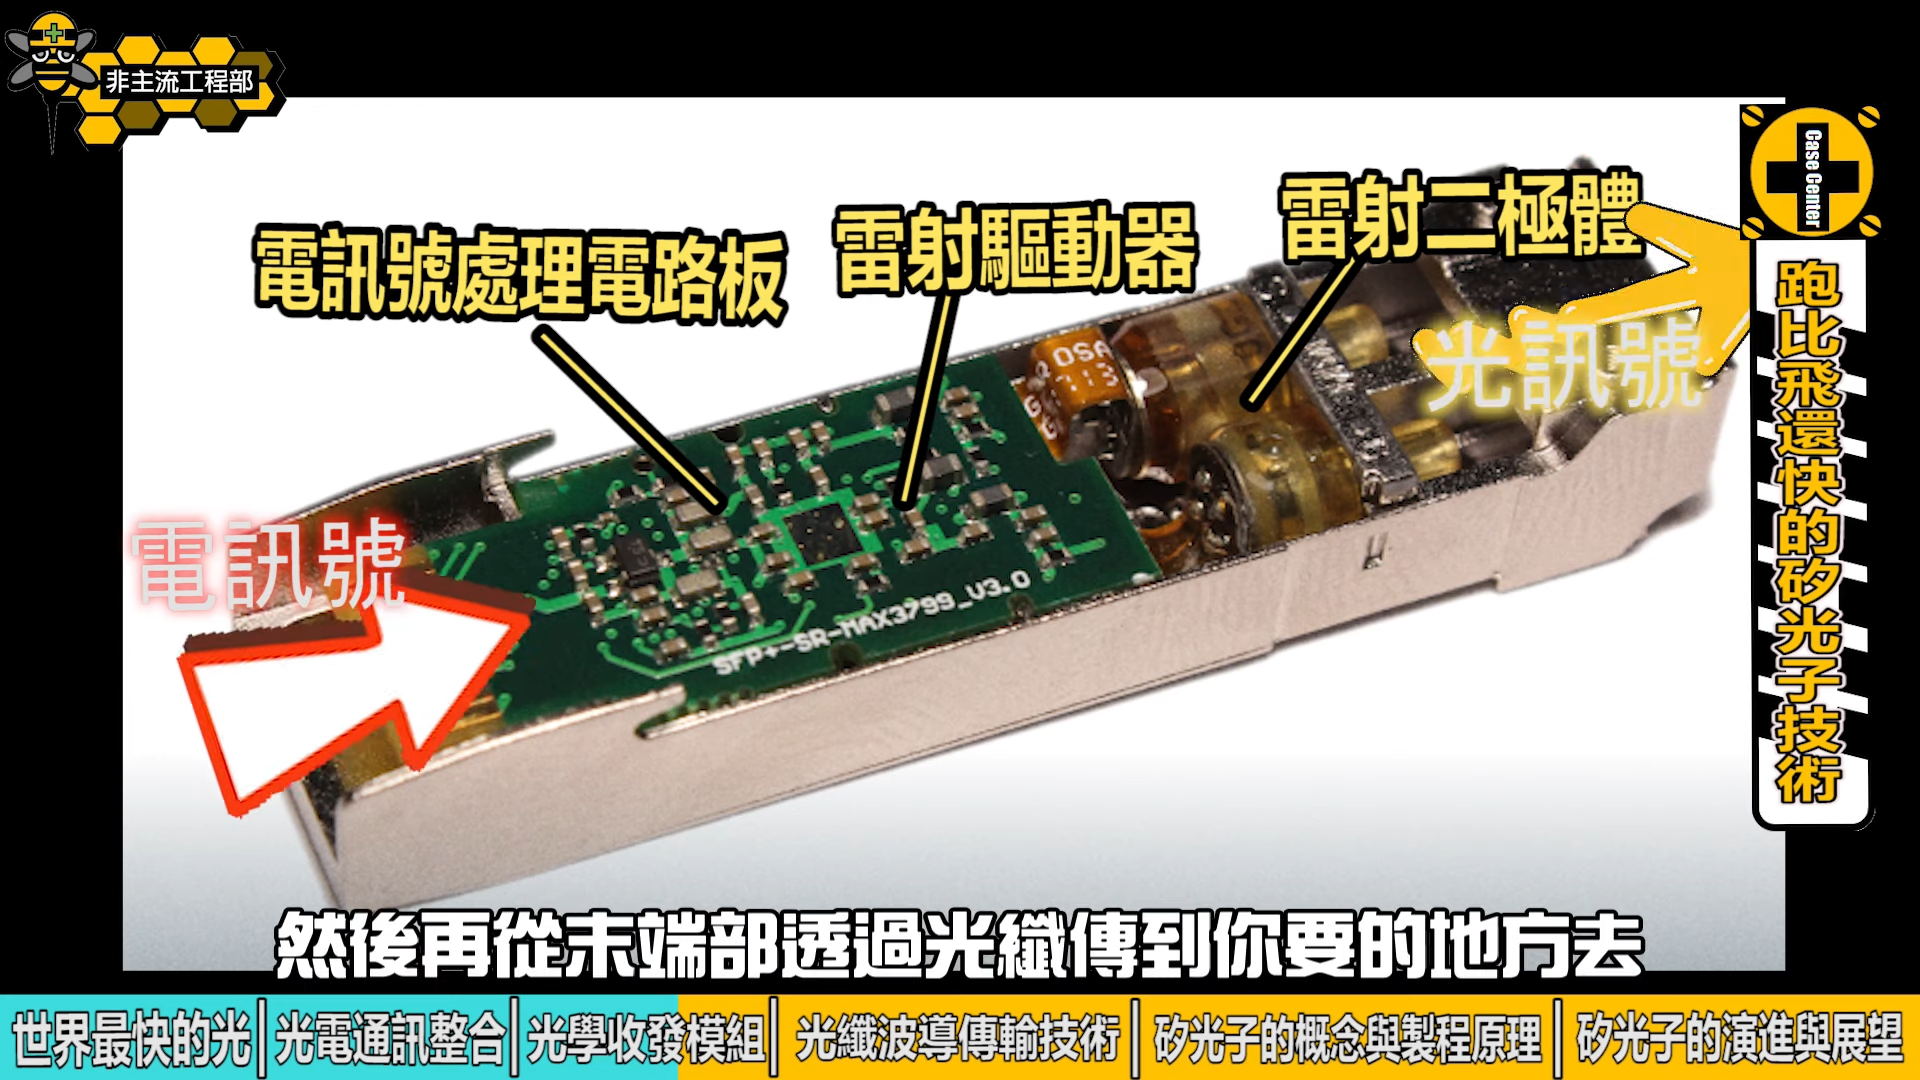 非主流工程部
Case Center
跑比飛還快的矽光子技術
電訊號處理電路板
雷射驅動器
雷射二極體
光訊號
電訊號
OSA
SFP+-SR-MAX3799_V3.0
然後再從末端部透過光纖傳到你要的地方去
世界最快的光
光電通訊整合
光學收發模組
光纖波導傳輸技術
矽光子的概念與製程原理
矽光子的演進與展望